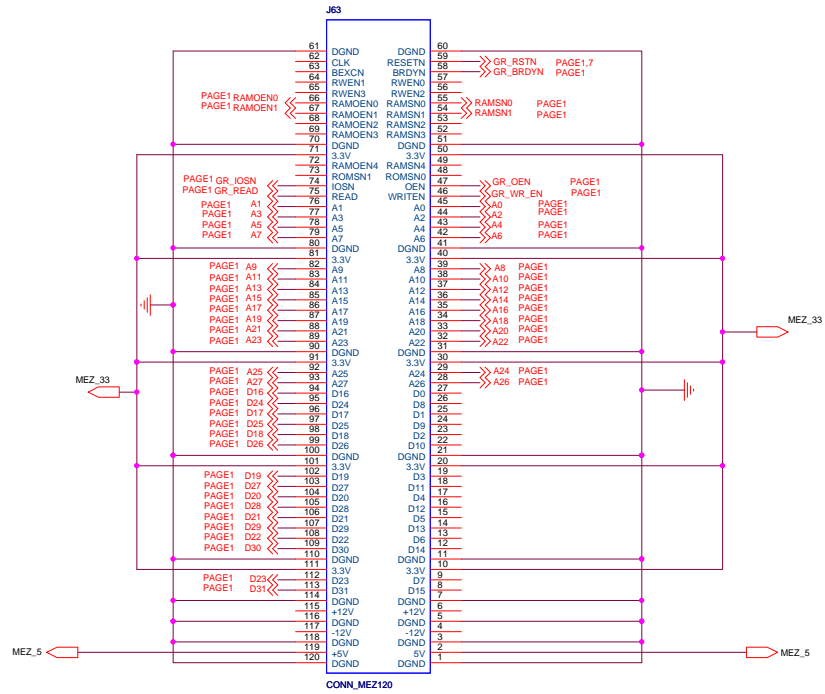 J63
61 DGND DGND 60
62 CLK RESETN 59 GR_RSTN PAGE1,7
63 BEXCN BRDYN 58 GR_BRDYN PAGE1
64 RWEN1 RWEN0 57
65 RWEN3 RWEN2 56
PAGE1 RAMOEN0 66 RAMOEN0 RAMSN0 55 RAMSN0 PAGE1
PAGE1 RAMOEN1 67 RAMOEN1 RAMSN1 54 RAMSN1 PAGE1
68 RAMOEN2 RAMSN2 53
69 RAMOEN3 RAMSN3 52
70 DGND DGND 51
71 3.3V 3.3V 50
72 RAMOEN4 RAMSN4 49
73 ROMSN1 ROMSN0 48
PAGE1 GR_IOSN 74 IOSN OEN 47 GR_OEN PAGE1
PAGE1 GR_READ 75 READ WRITEN 46 GR_WR_EN PAGE1
PAGE1 A1 76 A1 A0 45 A0 PAGE1
PAGE1 A3 77 A3 A2 44 A2 PAGE1
PAGE1 A5 78 A5 A4 43 A4 PAGE1
PAGE1 A7 79 A7 A6 42 A6 PAGE1
80 DGND DGND 41
81 3.3V 3.3V 40
PAGE1 A9 82 A9 A8 39 A8 PAGE1
PAGE1 A11 83 A11 A10 38 A10 PAGE1
PAGE1 A13 84 A13 A12 37 A12 PAGE1
PAGE1 A15 85 A15 A14 36 A14 PAGE1
PAGE1 A17 86 A17 A16 35 A16 PAGE1
PAGE1 A19 87 A19 A18 34 A18 PAGE1
PAGE1 A21 88 A21 A20 33 A20 PAGE1
PAGE1 A23 89 A23 A22 32 A22 PAGE1
MEZ_33
90 DGND DGND 31
91 3.3V 3.3V 30
PAGE1 A25 92 A25 A24 29 A24 PAGE1
PAGE1 A27 93 A27 A26 28 A26 PAGE1
MEZ_33
PAGE1 D16 94 D16 D0 27
PAGE1 D24 95 D24 D8 26
PAGE1 D17 96 D17 D1 25
PAGE1 D25 97 D25 D9 24
PAGE1 D18 98 D18 D2 23
PAGE1 D26 99 D26 D10 22
100 DGND DGND 21
101 3.3V 3.3V 20
PAGE1 D19 102 D19 D3 19
PAGE1 D27 103 D27 D11 18
PAGE1 D20 104 D20 D4 17
PAGE1 D28 105 D28 D12 16
PAGE1 D21 106 D21 D5 15
PAGE1 D29 107 D29 D13 14
PAGE1 D22 108 D22 D6 13
PAGE1 D30 109 D30 D14 12
110 DGND DGND 11
111 3.3V 3.3V 10
PAGE1 D23 112 D23 D7 9
PAGE1 D31 113 D31 D15 8
114 DGND DGND 7
115 +12V +12V 6
116 DGND DGND 5
117 -12V -12V 4
118 DGND DGND 3
MEZ_5 119 +5V 5V 2 MEZ_5
120 DGND DGND 1
CONN_MEZ120